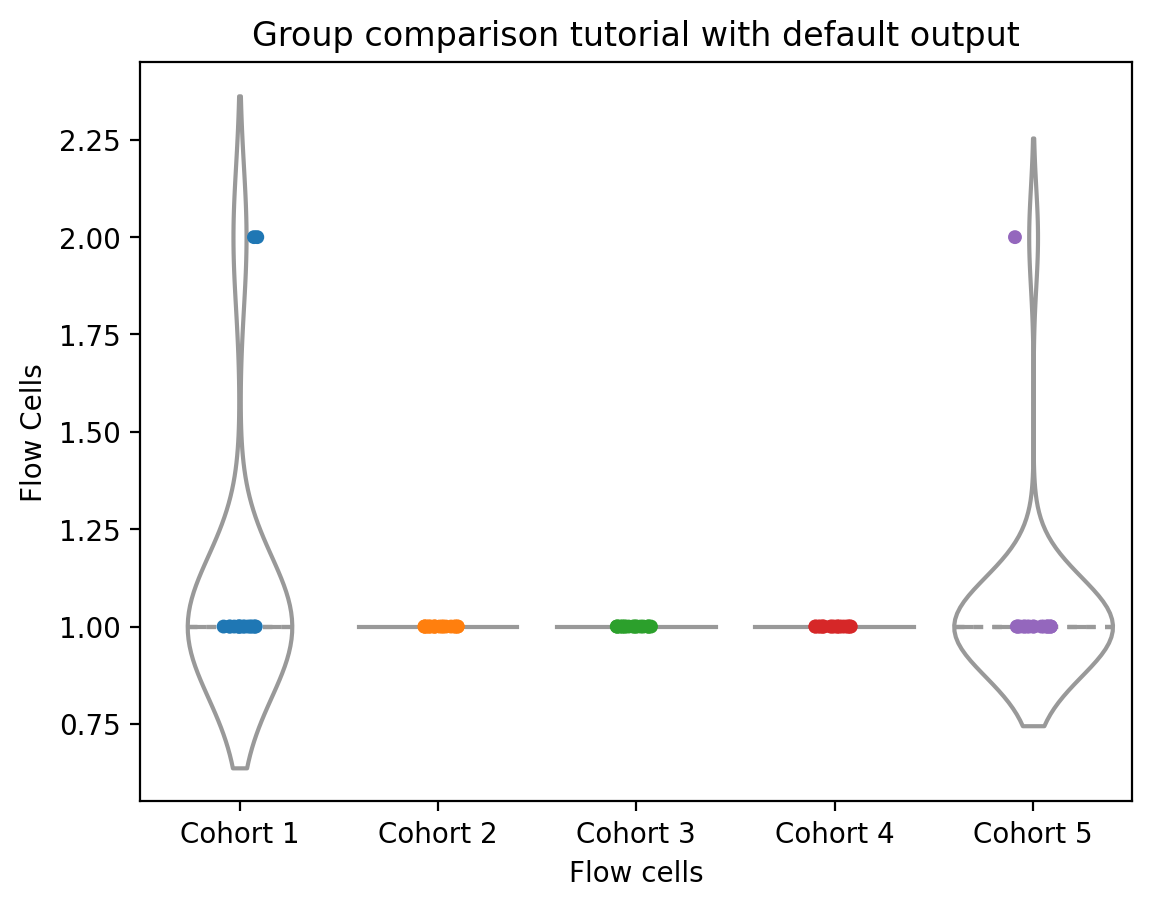 Group comparison tutorial with default output
Flow Cells
2.25
2.00
1.75
1.50
1.25
1.00
0.75
Cohort 1
Cohort 2
Cohort 3
Cohort 4
Cohort 5
Flow cells